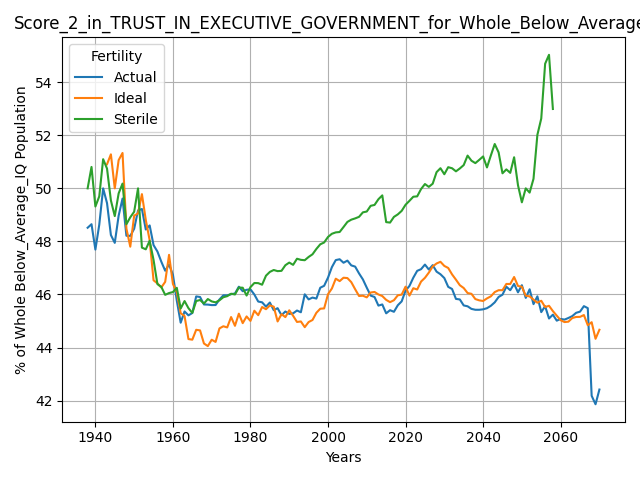 Score_2_in_TRUST_IN_EXECUTIVE_GOVERNMENT_for_Whole_Below_Average
Fertility
Actual
Ideal
Sterile
% of Whole Below_Average_IQ Population
54
52
50
48
46
44
42
1940 1960 1980 2000 2020 2040 2060
Years